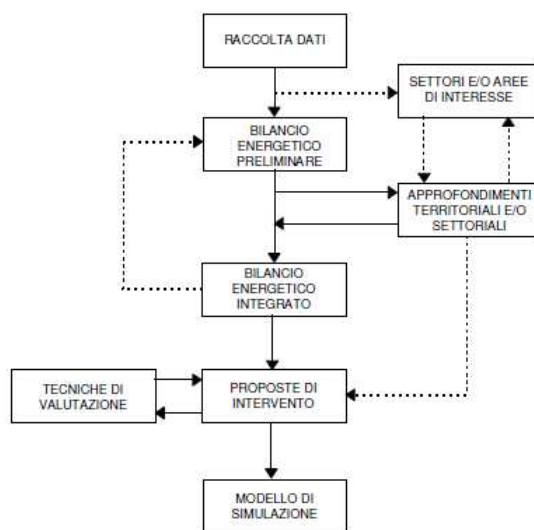 RACCOLTA DATI
SETTORI E/O AREE
DI INTERESSE
BILANCIO
ENERGETICO
PRELIMINARE
APPROFONDIMENTI
TERRITORIALI E/O
SETTORIALI
BILANCIO
ENERGETICO
INTEGRATO
TECNICHE DI
VALUTAZIONE
PROPOSTE DI
INTERVENTO
MODELLO DI
SIMULAZIONE